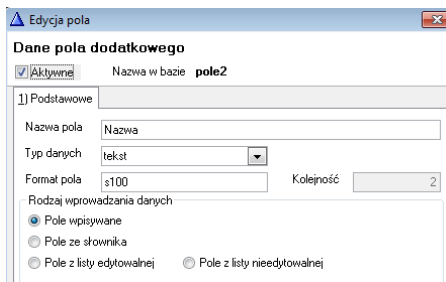 Edycja pola
Dane pola dodatkowego
Aktywne Nazwa w bazie pole2
1) Podstawowe
Nazwa pola Nazwa
Typ danych tekst
Format pola s100 Kolejność 2
Rodzaj wprowadzania danych
Pole wpisywane
Pole ze słownika
Pole z listy edytowalnej Pole z listy nieedytowalnej